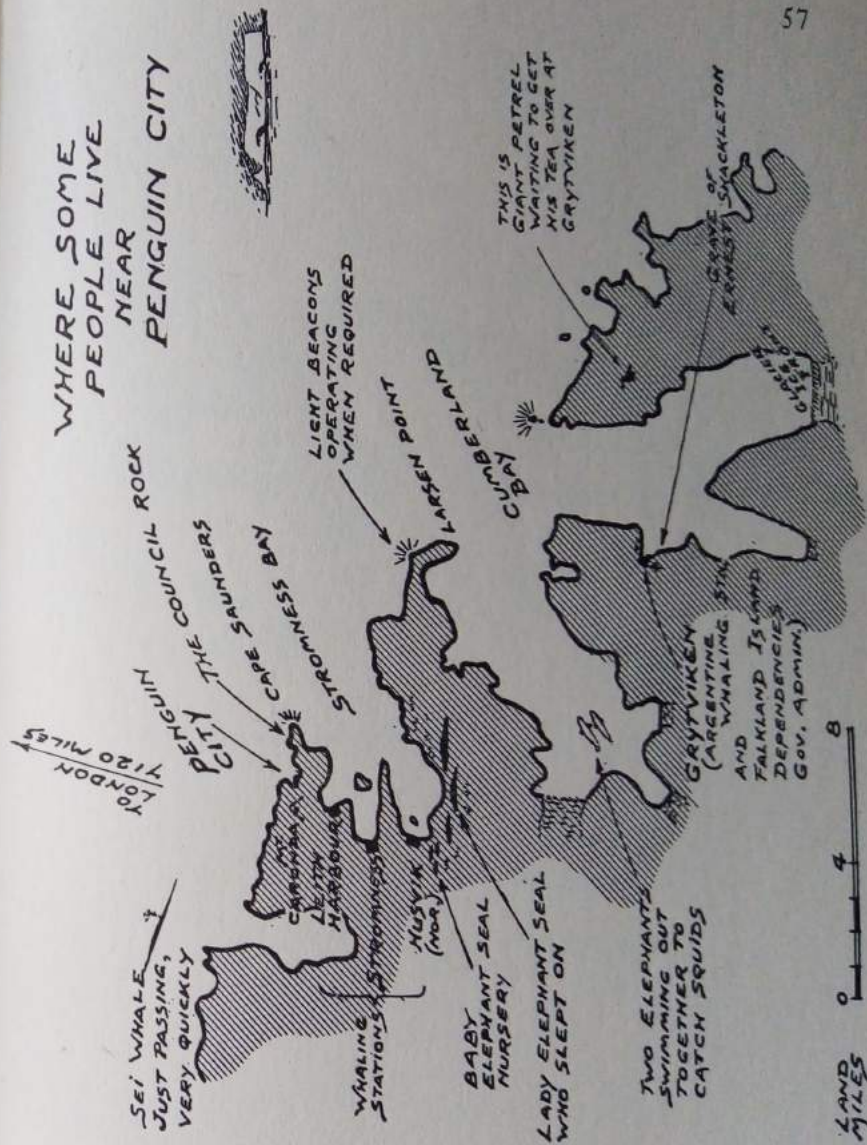 WHERE SOME
PEOPLE LIVE
NEAR
PENGUIN CITY
57
TO
LONDON
7120 MILES
SEI WHALE
JUST PASSING,
VERY QUICKLY
PENGUIN
CITY
THE COUNCIL ROCK
CAPE SAUNDERS
STROMNESS BAY
LIGHT BEACONS
OPERATING
WHEN REQUIRED
LARSEN POINT
CUMBERLAND
BAY
THIS IS
GIANT PETREL
WAITING TO GET
HIS TEA OVER AT
GRYTVIKEN
MT.
LEITH
HARBOUR
STROMNESS
HUSVIK
(NOR.)
WHALING
STATIONS
BABY
ELEPHANT SEAL
NURSERY
LADY ELEPHANT SEAL
WHO SLEPT ON
TWO ELEPHANTS
SWIMMING OUT
TOGETHER TO
CATCH SQUIDS
GRYTVIKEN
(ARGENTINE
WHALING STN.
AND
FALKLAND ISLAND
DEPENDENCIES
GOV. ADMIN.)
GRAVE OF
ERNEST SHACKLETON
LAND
MILES
0 4 8